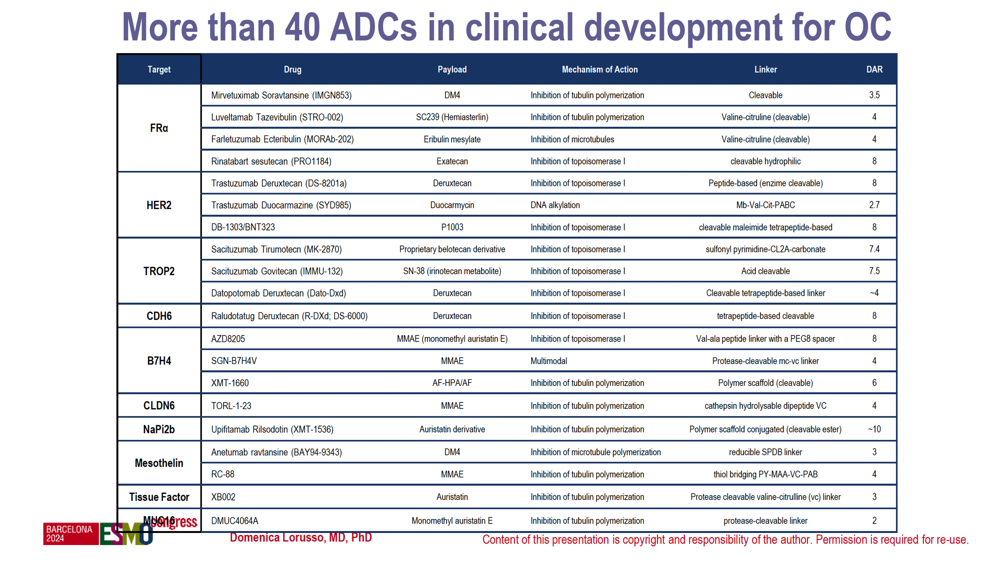 More than 40 ADCs in clinical development for OC
Target Drug Payload Mechanism of Action Linker DAR
FRα
Mirvetuximab Soravtansine (IMGN853) DM4 Inhibition of tubulin polymerization Cleavable 3.5
Luveltamab Tazevibulin (STRO-002) SC239 (Hemiasterlin) Inhibition of tubulin polymerization Valine-citruline (cleavable) 4
Farletuzumab Ecteribulin (MORAb-202) Eribulin mesylate Inhibition of microtubules Valine-citruline (cleavable) 4
Rinatabart sesutecan (PRO1184) Exatecan Inhibition of topoisomerase I cleavable hydrophilic 8
HER2
Trastuzumab Deruxtecan (DS-8201a) Deruxtecan Inhibition of topoisomerase I Peptide-based (enzime cleavable) 8
Trastuzumab Duocarmazine (SYD985) Duocarmycin DNA alkylation Mb-Val-Cit-PABC 2.7
DB-1303/BNT323 P1003 Inhibition of topoisomerase I cleavable maleimide tetrapeptide-based 8
TROP2
Sacituzumab Tirumotecn (MK-2870) Proprietary belotecan derivative Inhibition of topoisomerase I sulfonyl pyrimidine-CL2A-carbonate 7.4
Sacituzumab Govitecan (IMMU-132) SN-38 (irinotecan metabolite) Inhibition of topoisomerase I Acid cleavable 7.5
Datopotomab Deruxtecan (Dato-Dxd) Deruxtecan Inhibition of topoisomerase I Cleavable tetrapeptide-based linker ~4
CDH6 Raludotatug Deruxtecan (R-DXd; DS-6000) Deruxtecan Inhibition of topoisomerase I tetrapeptide-based cleavable 8
B7H4
AZD8205 MMAE (monomethyl auristatin E) Inhibition of topoisomerase I Val-ala peptide linker with a PEG8 spacer 8
SGN-B7H4V MMAE Multimodal Protease-cleavable mc-vc linker 4
XMT-1660 AF-HPA/AF Inhibition of tubulin polymerization Polymer scaffold (cleavable) 6
CLDN6 TORL-1-23 MMAE Inhibition of tubulin polymerization cathepsin hydrolysable dipeptide VC 4
NaPi2b Upifitamab Rilsodotin (XMT-1536) Auristatin derivative Inhibition of tubulin polymerization Polymer scaffold conjugated (cleavable ester) ~10
Mesothelin
Anetumab ravtansine (BAY94-9343) DM4 Inhibition of microtubule polymerization reducible SPDB linker 3
RC-88 MMAE Inhibition of tubulin polymerization thiol bridging PY-MAA-VC-PAB 4
Tissue Factor XB002 Auristatin Inhibition of tubulin polymerization Protease cleavable valine-citrulline (vc) linker 3
MUC16 DMUC4064A Monomethyl auristatin E Inhibition of tubulin polymerization protease-cleavable linker 2
BARCELONA
2024
ESMO congress
Domenica Lorusso, MD, PhD
Content of this presentation is copyright and responsibility of the author. Permission is required for re-use.